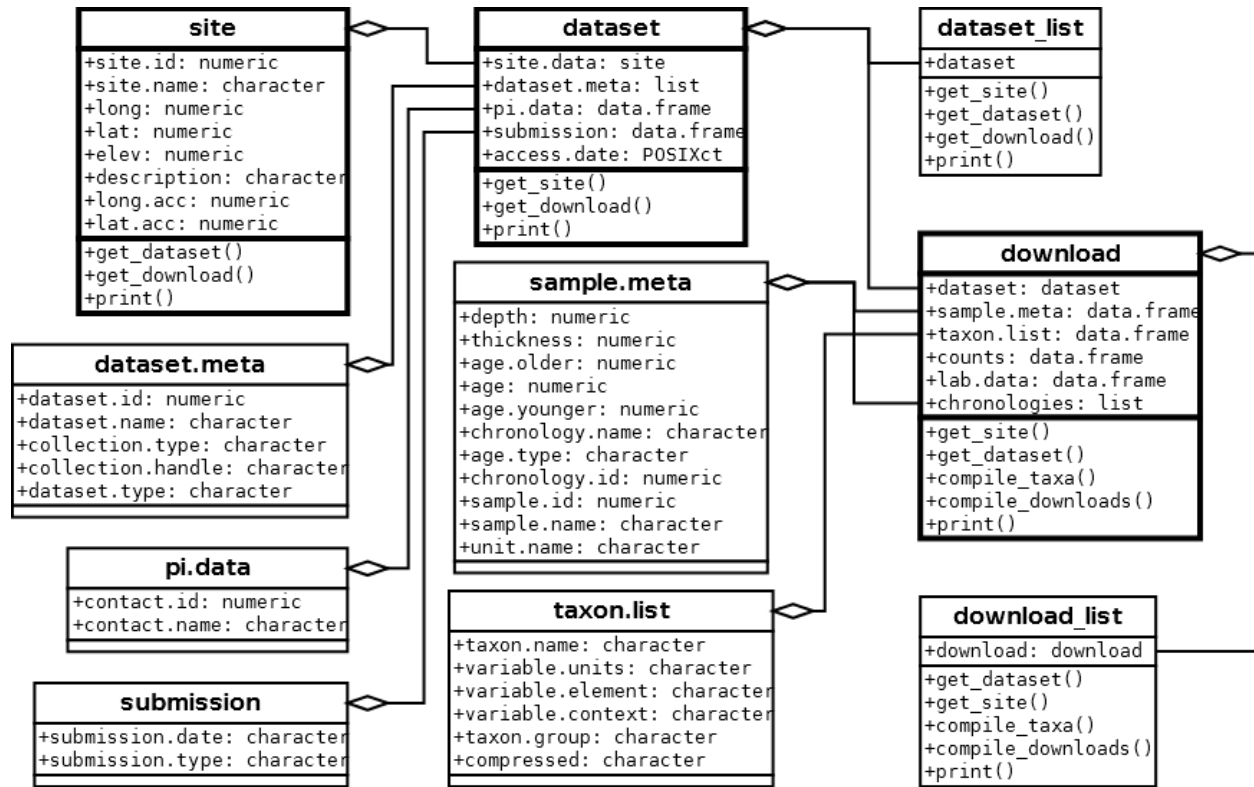 site
+site.id: numeric
+site.name: character
+long: numeric
+lat: numeric
+elev: numeric
+description: character
+long.acc: numeric
+lat.acc: numeric
+get_dataset()
+get_download()
+print()
dataset
+site.data: site
+dataset.meta: list
+pi.data: data.frame
+submission: data.frame
+access.date: POSIXct
+get_site()
+get_download()
+print()
dataset_list
+dataset
+get_site()
+get_dataset()
+get_download()
+print()
dataset.meta
+dataset.id: numeric
+dataset.name: character
+collection.type: character
+collection.handle: character
+dataset.type: character
sample.meta
+depth: numeric
+thickness: numeric
+age.older: numeric
+age: numeric
+age.younger: numeric
+chronology.name: character
+age.type: character
+chronology.id: numeric
+sample.id: numeric
+sample.name: character
+unit.name: character
download
+dataset: dataset
+sample.meta: data.frame
+taxon.list: data.frame
+counts: data.frame
+lab.data: data.frame
+chronologies: list
+get_site()
+get_dataset()
+compile_taxa()
+compile_downloads()
+print()
pi.data
+contact.id: numeric
+contact.name: character
submission
+submission.date: character
+submission.type: character
taxon.list
+taxon.name: character
+variable.units: character
+variable.element: character
+variable.context: character
+taxon.group: character
+compressed: character
download_list
+download: download
+get_dataset()
+get_site()
+compile_taxa()
+compile_downloads()
+print()